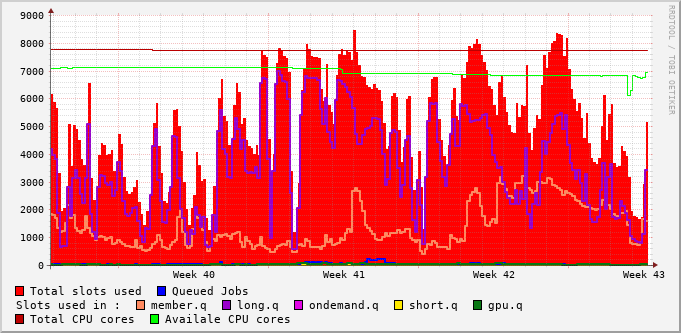 9000
8000
7000
6000
5000
4000
3000
2000
1000
0
Week 40 Week 41 Week 42 Week 43
RRDTOOL / TOBI OETIKER
Total slots used Queued Jobs
Slots used in : member.q long.q ondemand.q short.q gpu.q
Total CPU cores Availale CPU cores